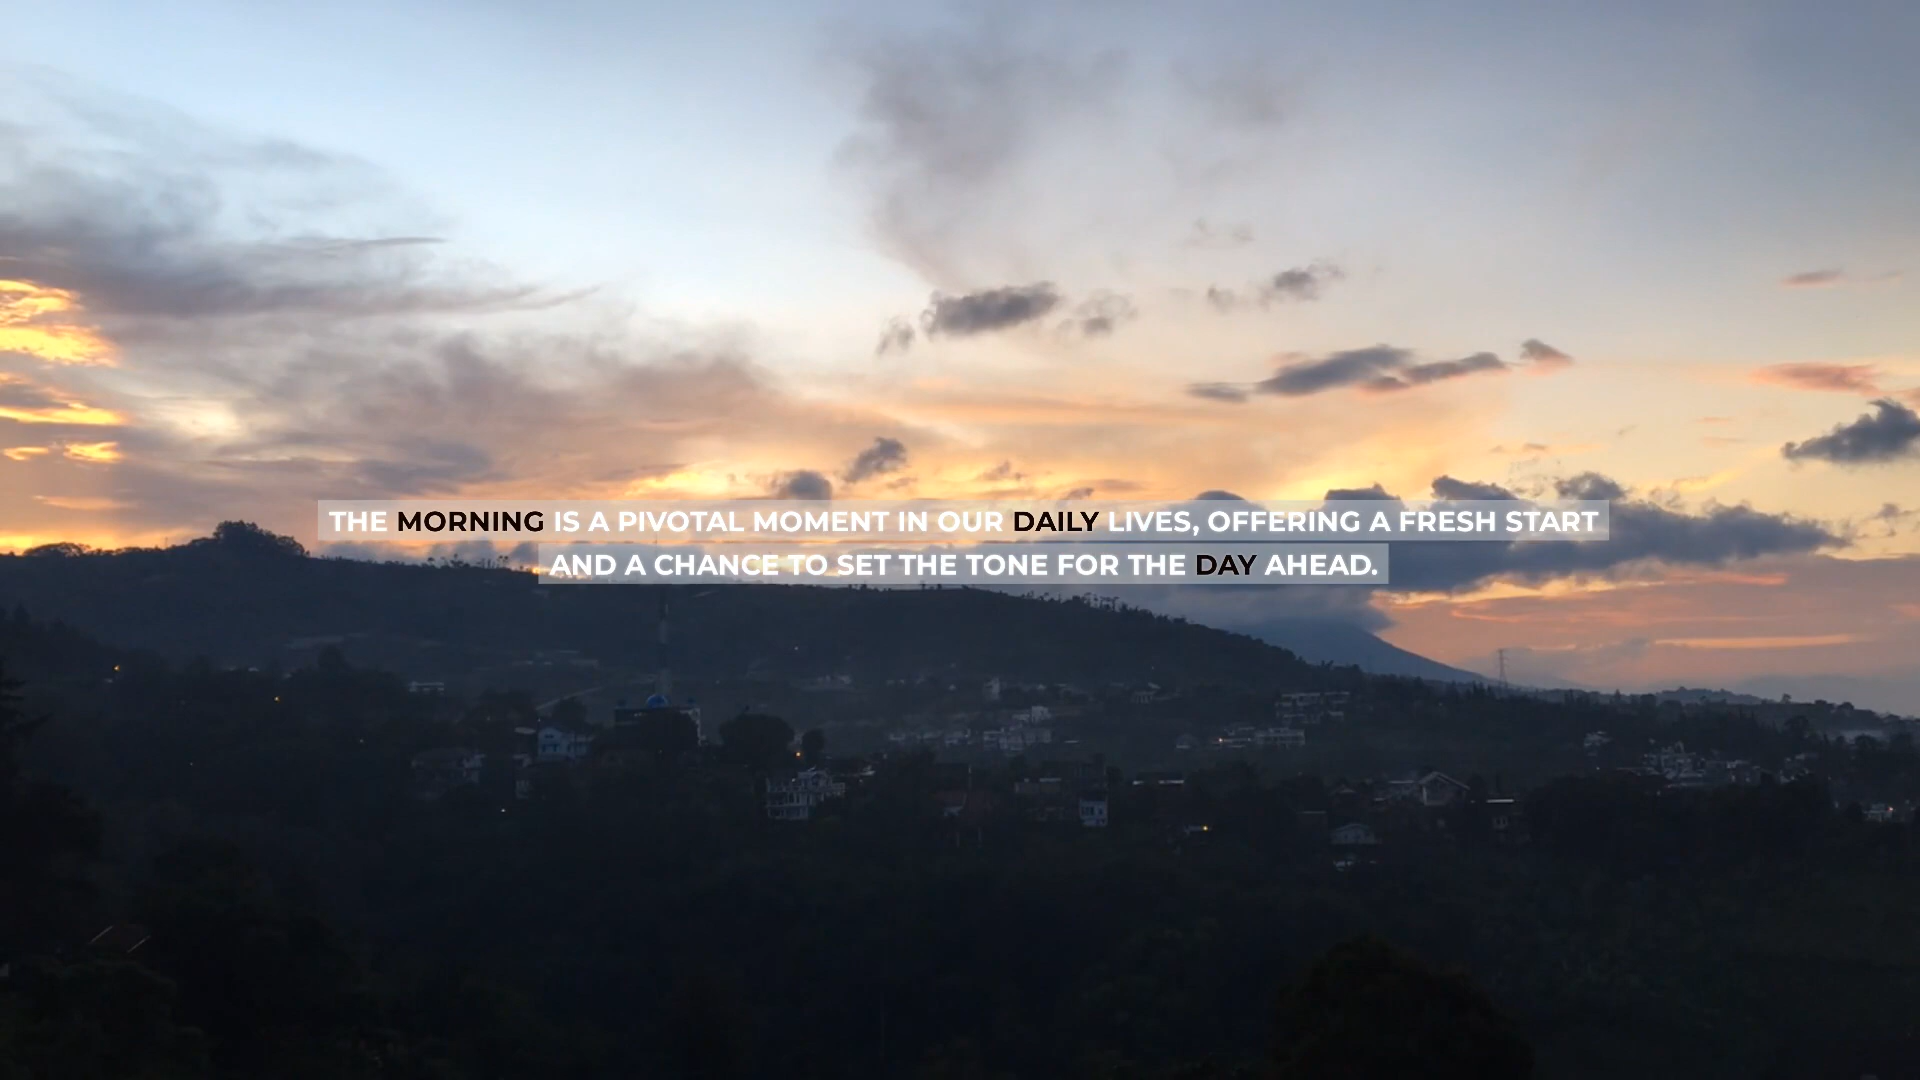 THE MORNING IS A PIVOTAL MOMENT IN OUR DAILY LIVES, OFFERING A FRESH START
AND A CHANCE TO SET THE TONE FOR THE DAY AHEAD.